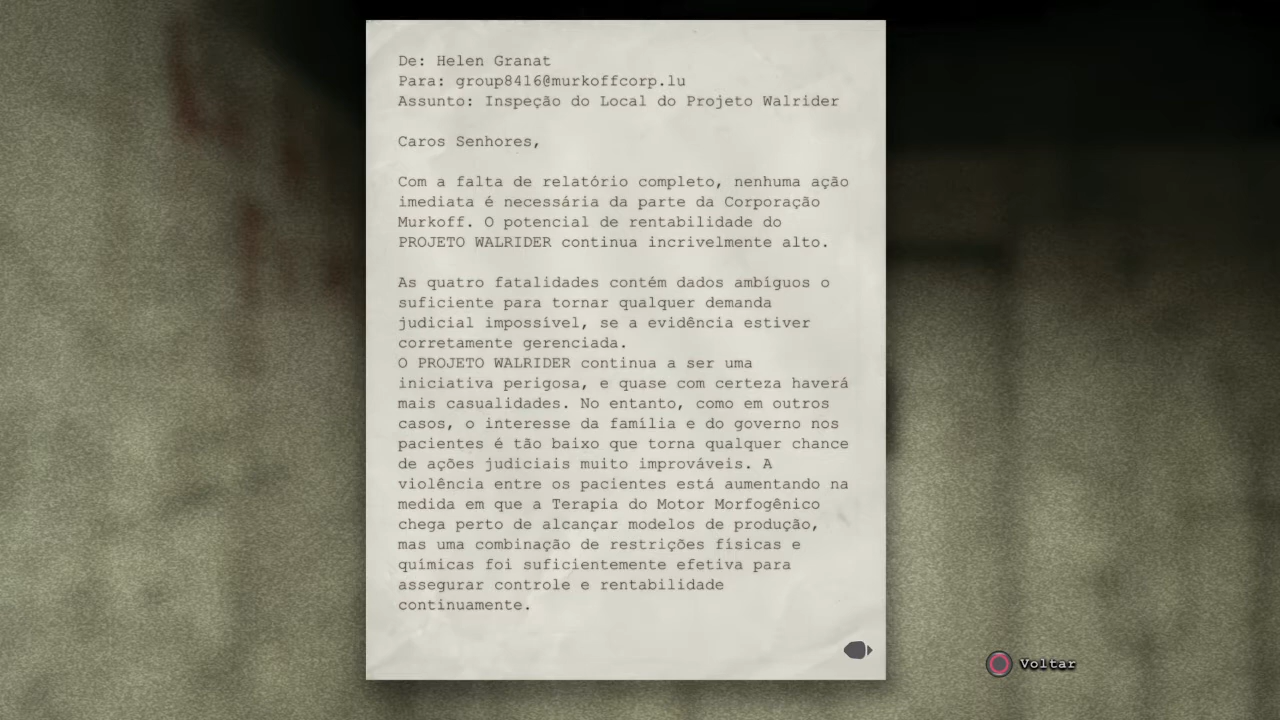 De: Helen Granat
Para: group8416@murkoffcorp.lu
Assunto: Inspeção do Local do Projeto Walrider
Caros Senhores,
Com a falta de relatório completo, nenhuma ação
imediata é necessária da parte da Corporação
Murkoff. O potencial de rentabilidade do
PROJETO WALRIDER continua incrivelmente alto.
As quatro fatalidades contém dados ambíguos o
suficiente para tornar qualquer demanda
judicial impossível, se a evidência estiver
corretamente gerenciada.
O PROJETO WALRIDER continua a ser uma
iniciativa perigosa, e quase com certeza haverá
mais casualidades. No entanto, como em outros
casos, o interesse da família e do governo nos
pacientes é tão baixo que torna qualquer chance
de ações judiciais muito improváveis. A
violência entre os pacientes está aumentando na
medida em que a Terapia do Motor Morfogênico
chega perto de alcançar modelos de produção,
mas uma combinação de restrições físicas e
químicas foi suficientemente efetiva para
assegurar controle e rentabilidade
continuamente.
Voltar